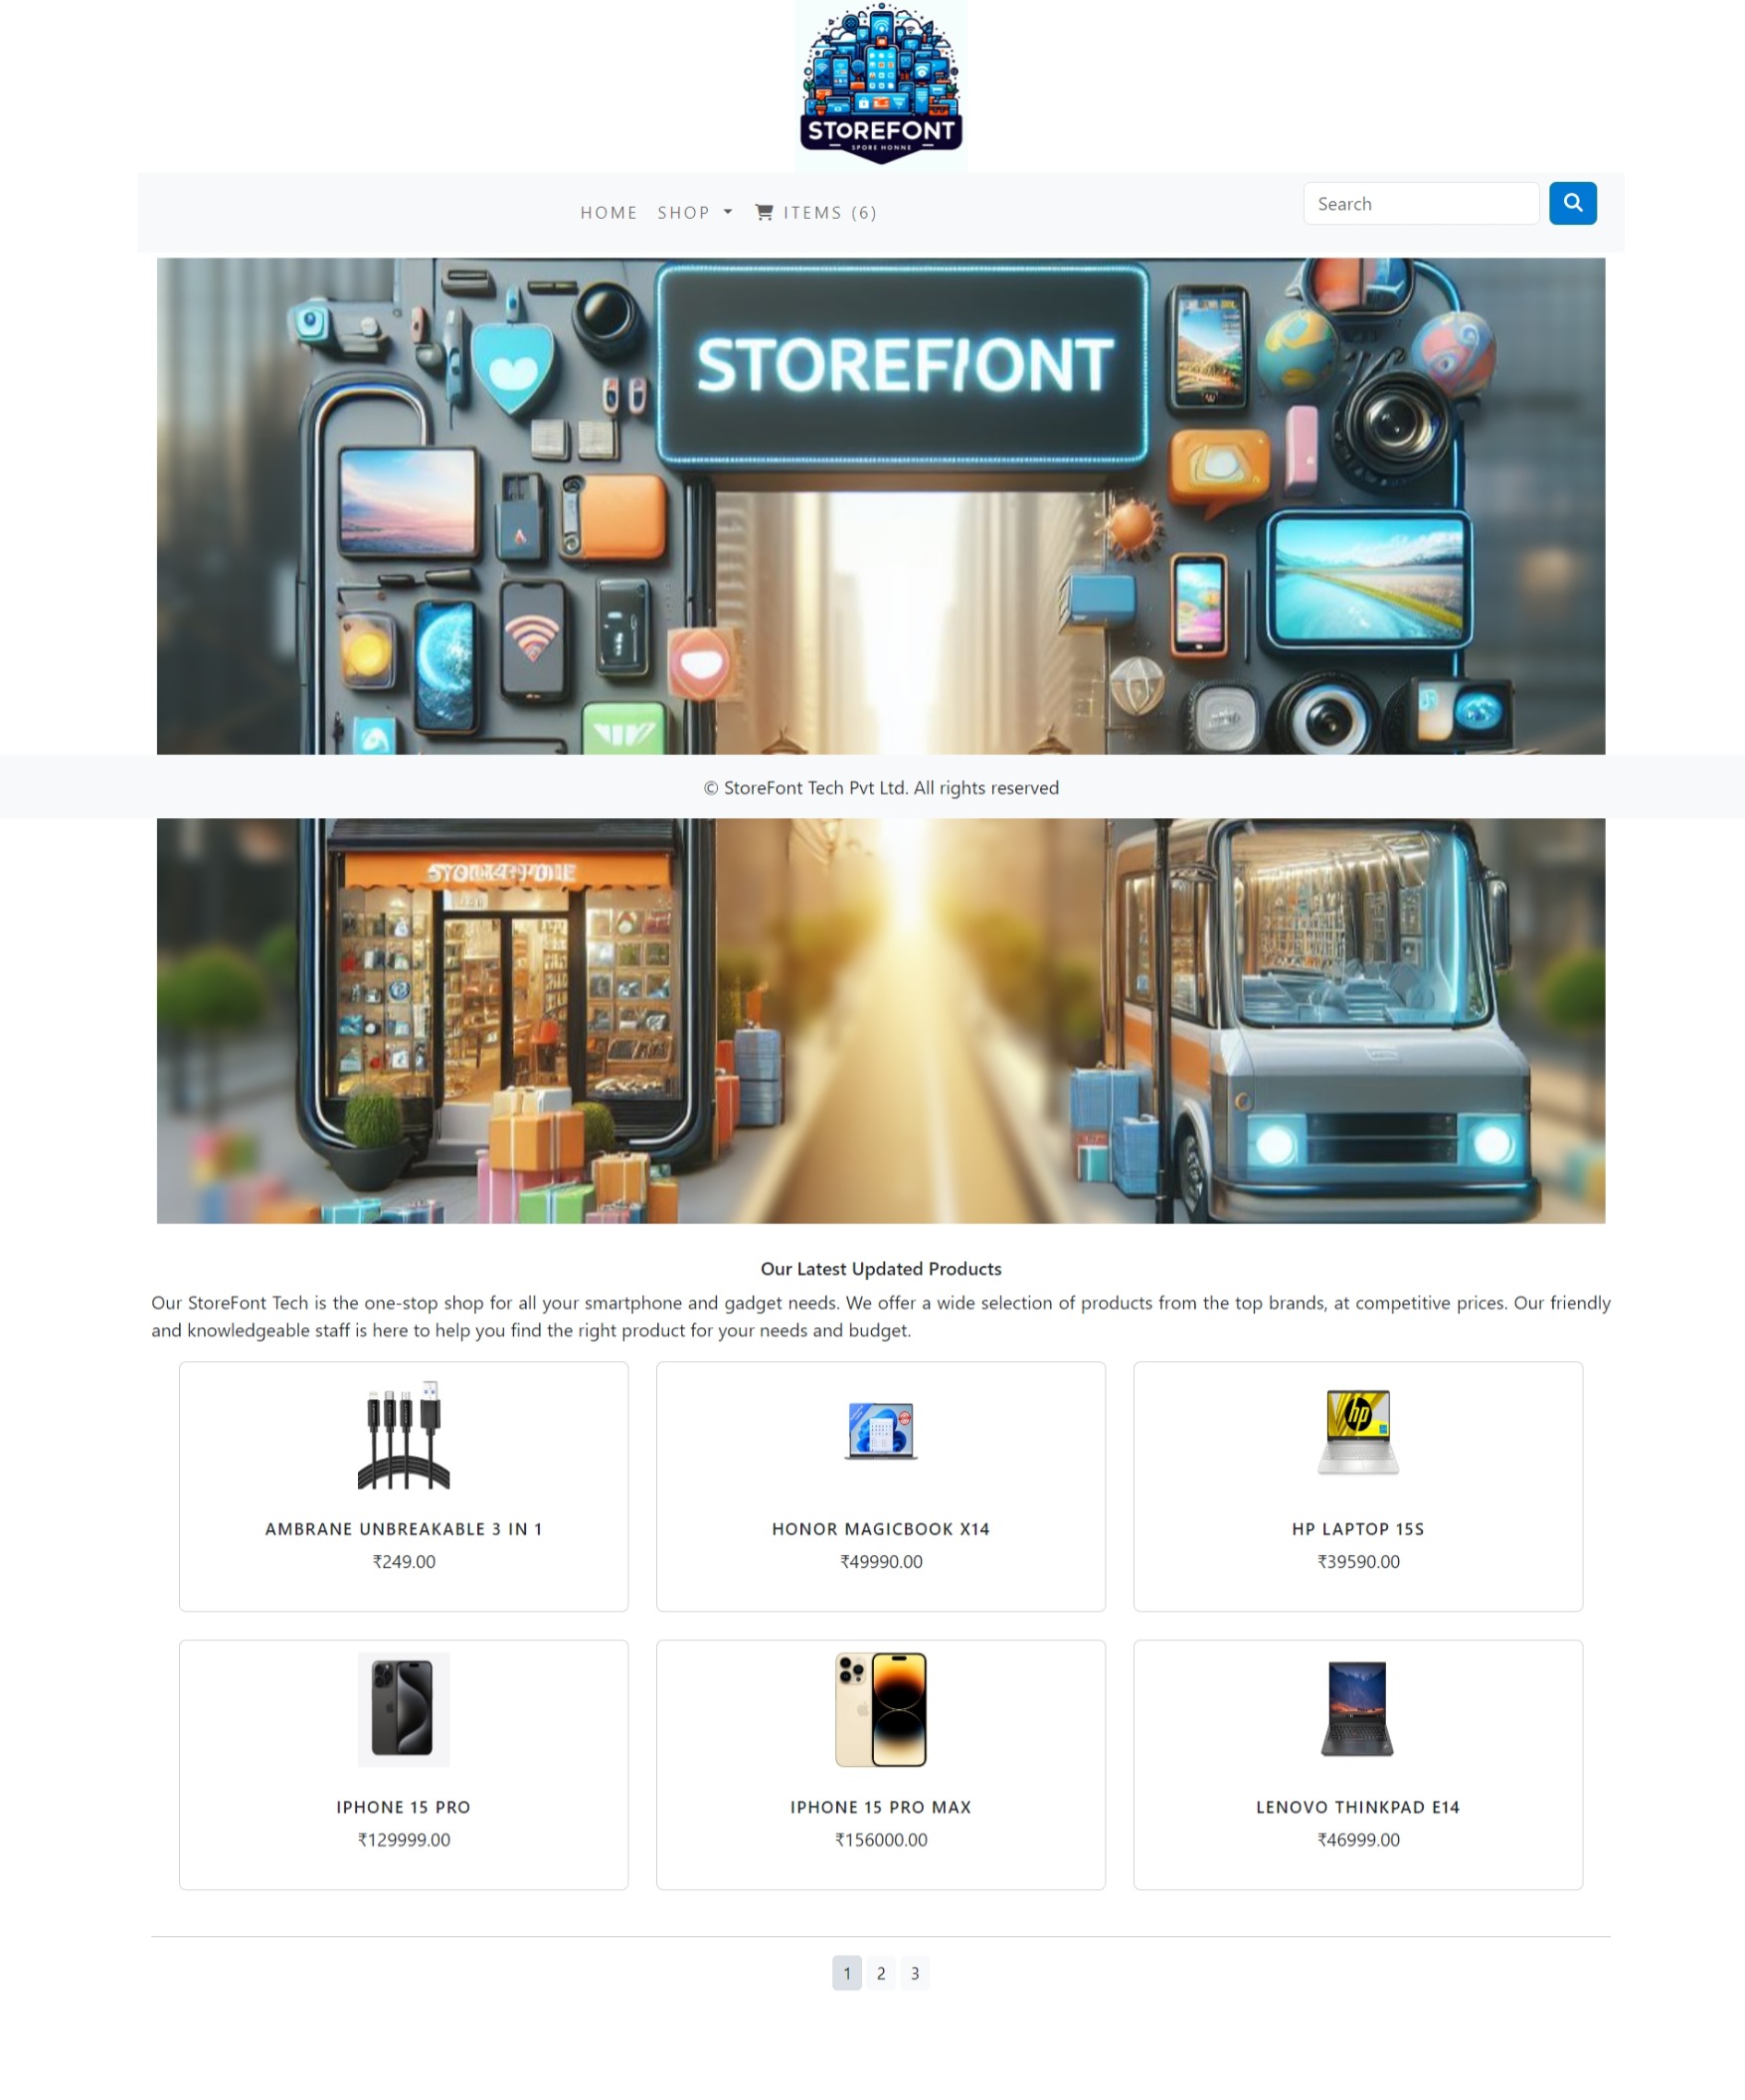 STOREFONT
SPORE HONNE
HOME SHOP ITEMS (6)
Search
STOREFIONT
© StoreFont Tech Pvt Ltd. All rights reserved
Our Latest Updated Products
Our StoreFont Tech is the one-stop shop for all your smartphone and gadget needs. We offer a wide selection of products from the top brands, at competitive prices. Our friendly
and knowledgeable staff is here to help you find the right product for your needs and budget.
hp
AMBRANE UNBREAKABLE 3 IN 1
HONOR MAGICBOOK X14
HP LAPTOP 15S
₹249.00
₹49990.00
₹39590.00
IPHONE 15 PRO
IPHONE 15 PRO MAX
LENOVO THINKPAD E14
₹129999.00
₹156000.00
₹46999.00
1 2 3